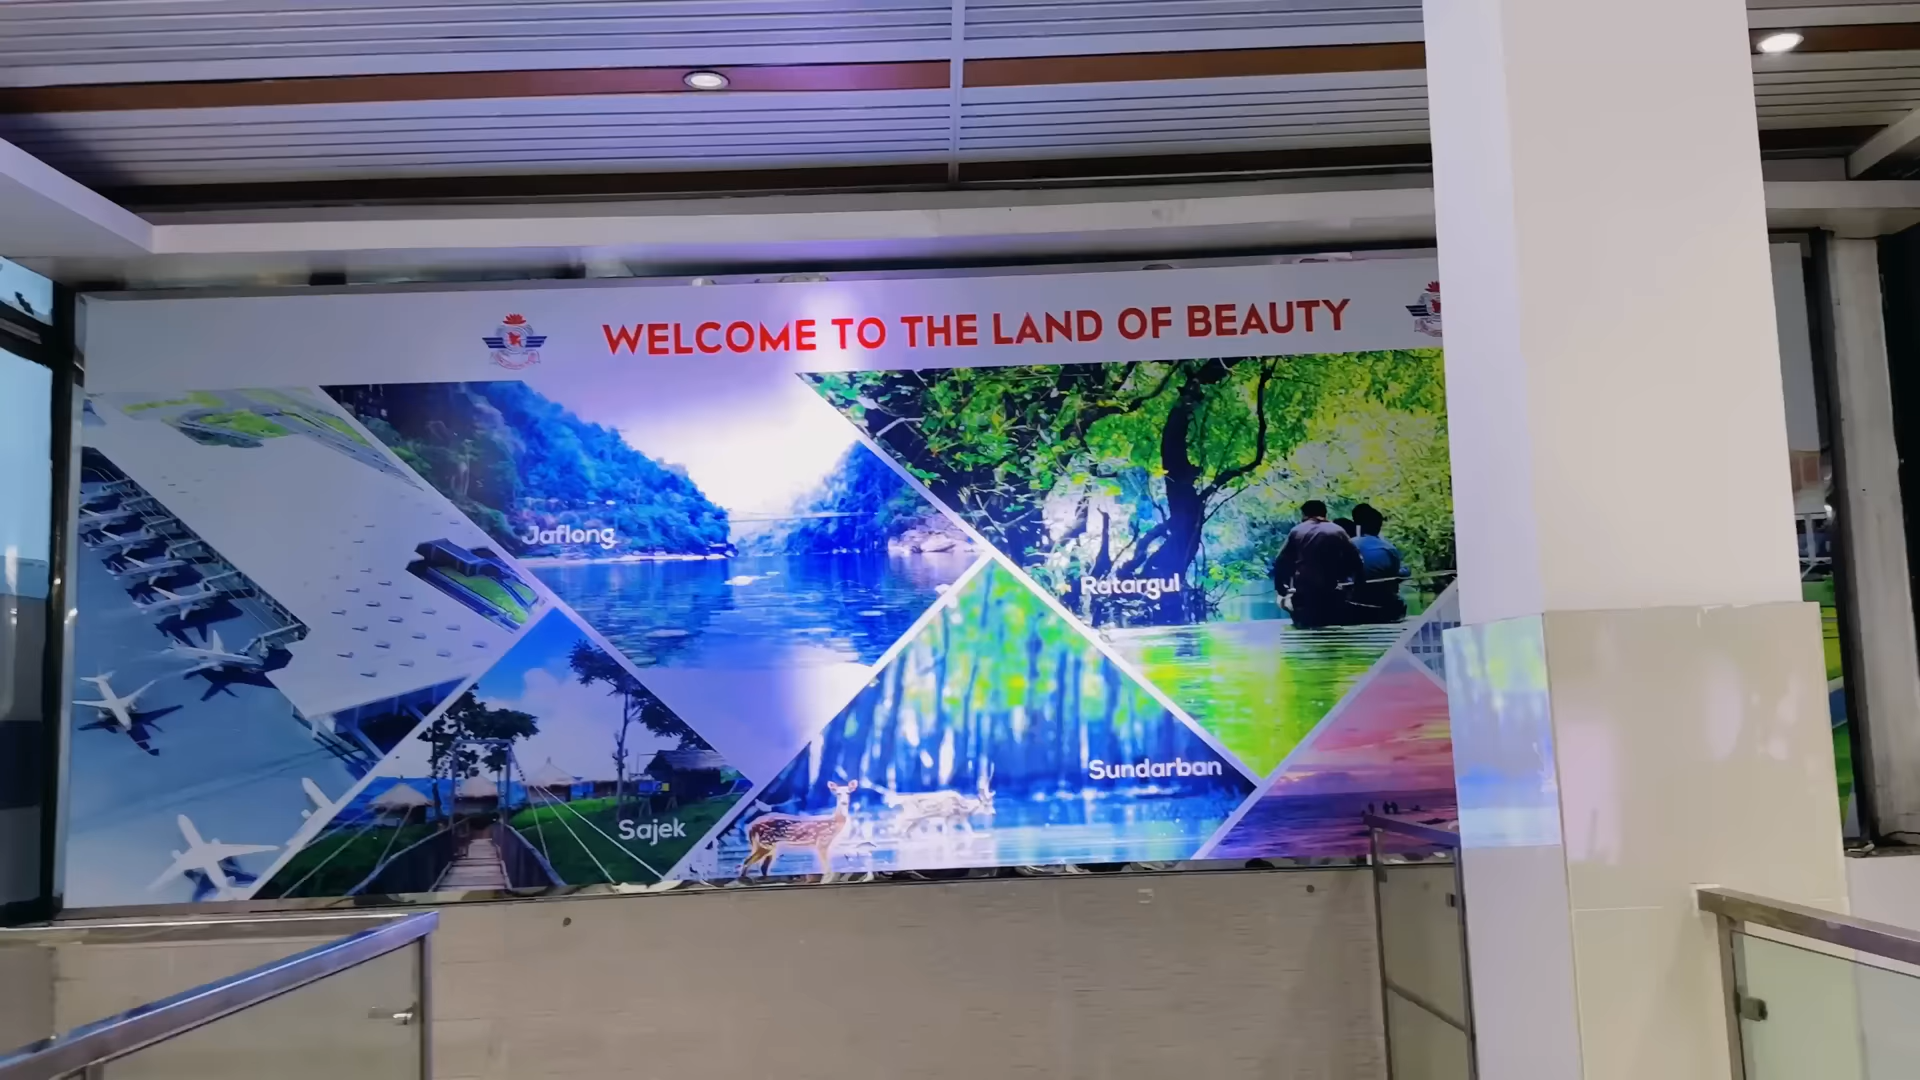 WELCOME TO THE LAND OF BEAUTY
Jaflong
Ratargul
Sundarban
Sajek